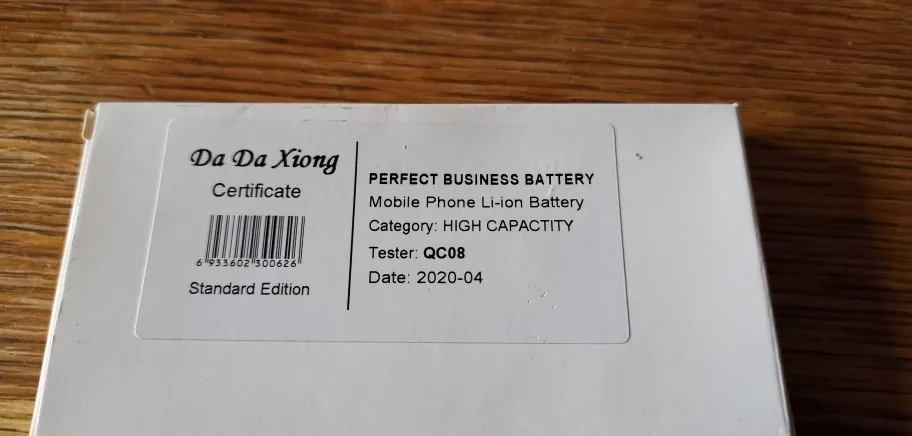 Da Da Xiong
Certificate
6 933602 300626
Standard Edition
PERFECT BUSINESS BATTERY
Mobile Phone Li-ion Battery
Category: HIGH CAPACTITY
Tester: QC08
Date: 2020-04